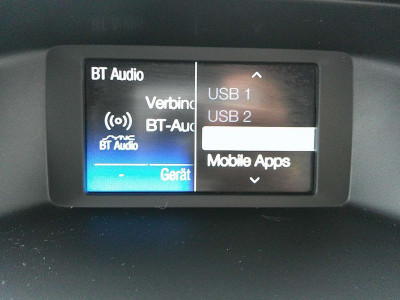 BT Audio
Verbind
BT-Aud
SYNC
BT Audio
Gerät
USB 1
USB 2
Mobile Apps